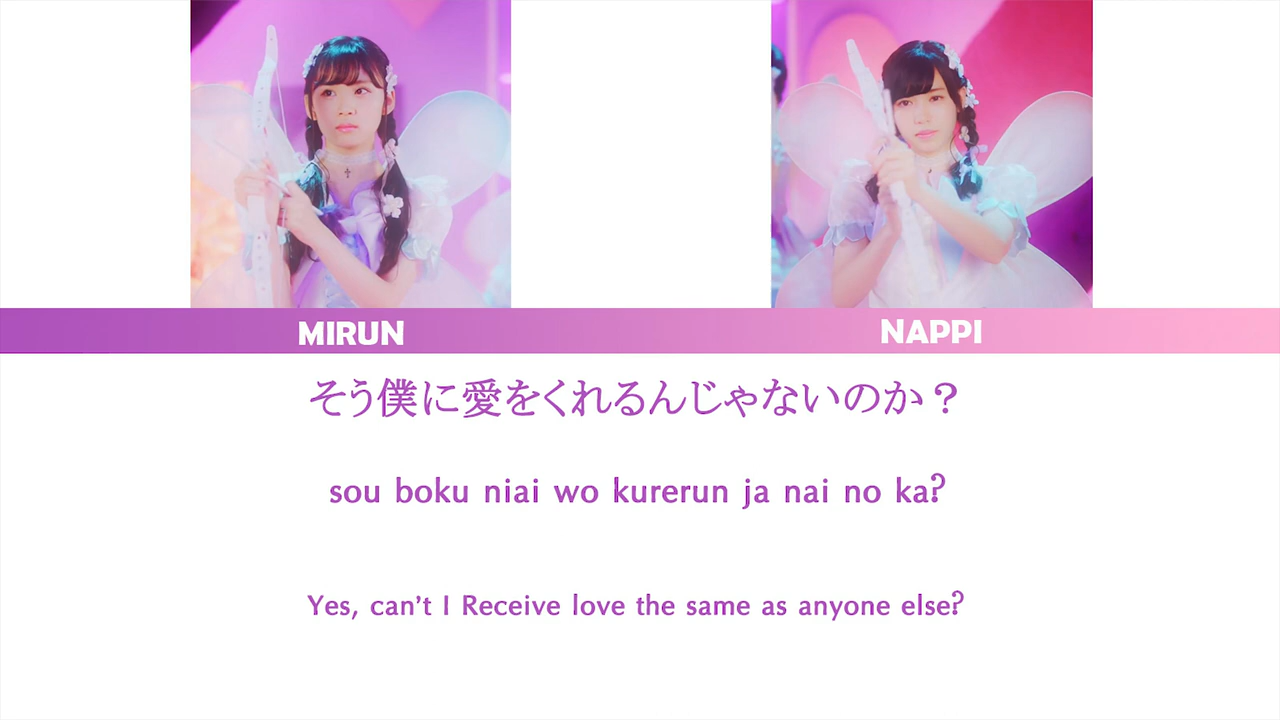 MIRUN
NAPPI
そう僕に愛をくれるんじゃないのか？
sou boku niai wo kurerun ja nai no ka?
Yes, can't I Receive love the same as anyone else?